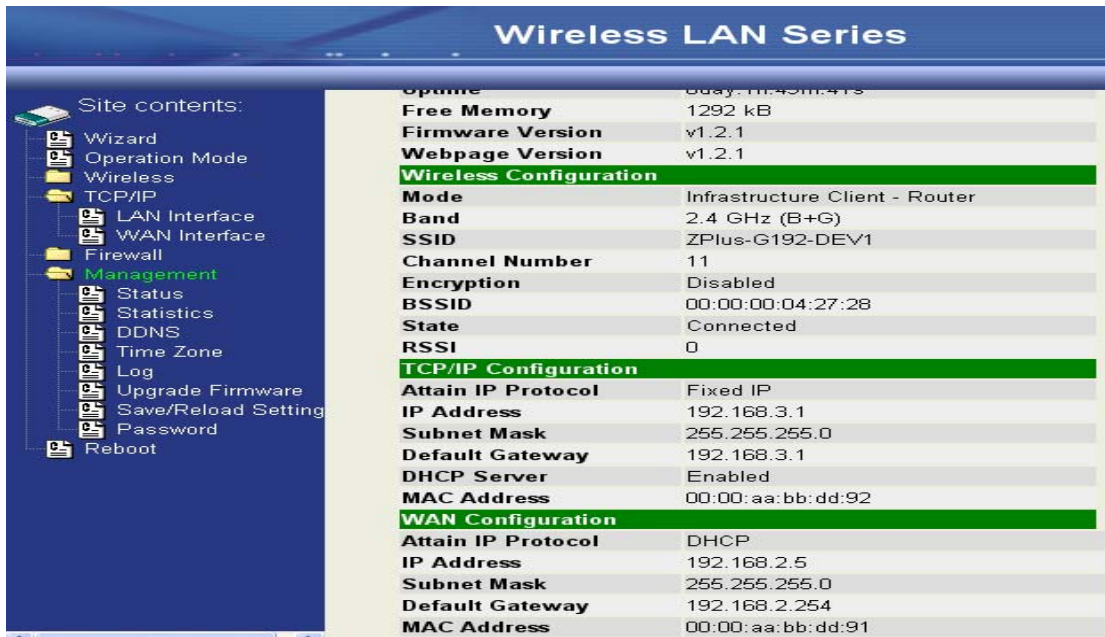 Wireless LAN Series
Site contents:
Wizard
Operation Mode
Wireless
TCP/IP
LAN Interface
WAN Interface
Firewall
Management
Status
Statistics
DDNS
Time Zone
Log
Upgrade Firmware
Save/Reload Setting
Password
Reboot
Uptime
Free Memory 1292 kB
Firmware Version v1.2.1
Webpage Version v1.2.1
Wireless Configuration
Mode Infrastructure Client - Router
Band 2.4 GHz (B+G)
SSID ZPlus-G192-DEV1
Channel Number 11
Encryption Disabled
BSSID 00:00:00:04:27:28
State Connected
RSSI 0
TCP/IP Configuration
Attain IP Protocol Fixed IP
IP Address 192.168.3.1
Subnet Mask 255.255.255.0
Default Gateway 192.168.3.1
DHCP Server Enabled
MAC Address 00:00:aa:bb:dd:92
WAN Configuration
Attain IP Protocol DHCP
IP Address 192.168.2.5
Subnet Mask 255.255.255.0
Default Gateway 192.168.2.254
MAC Address 00:00:aa:bb:dd:91